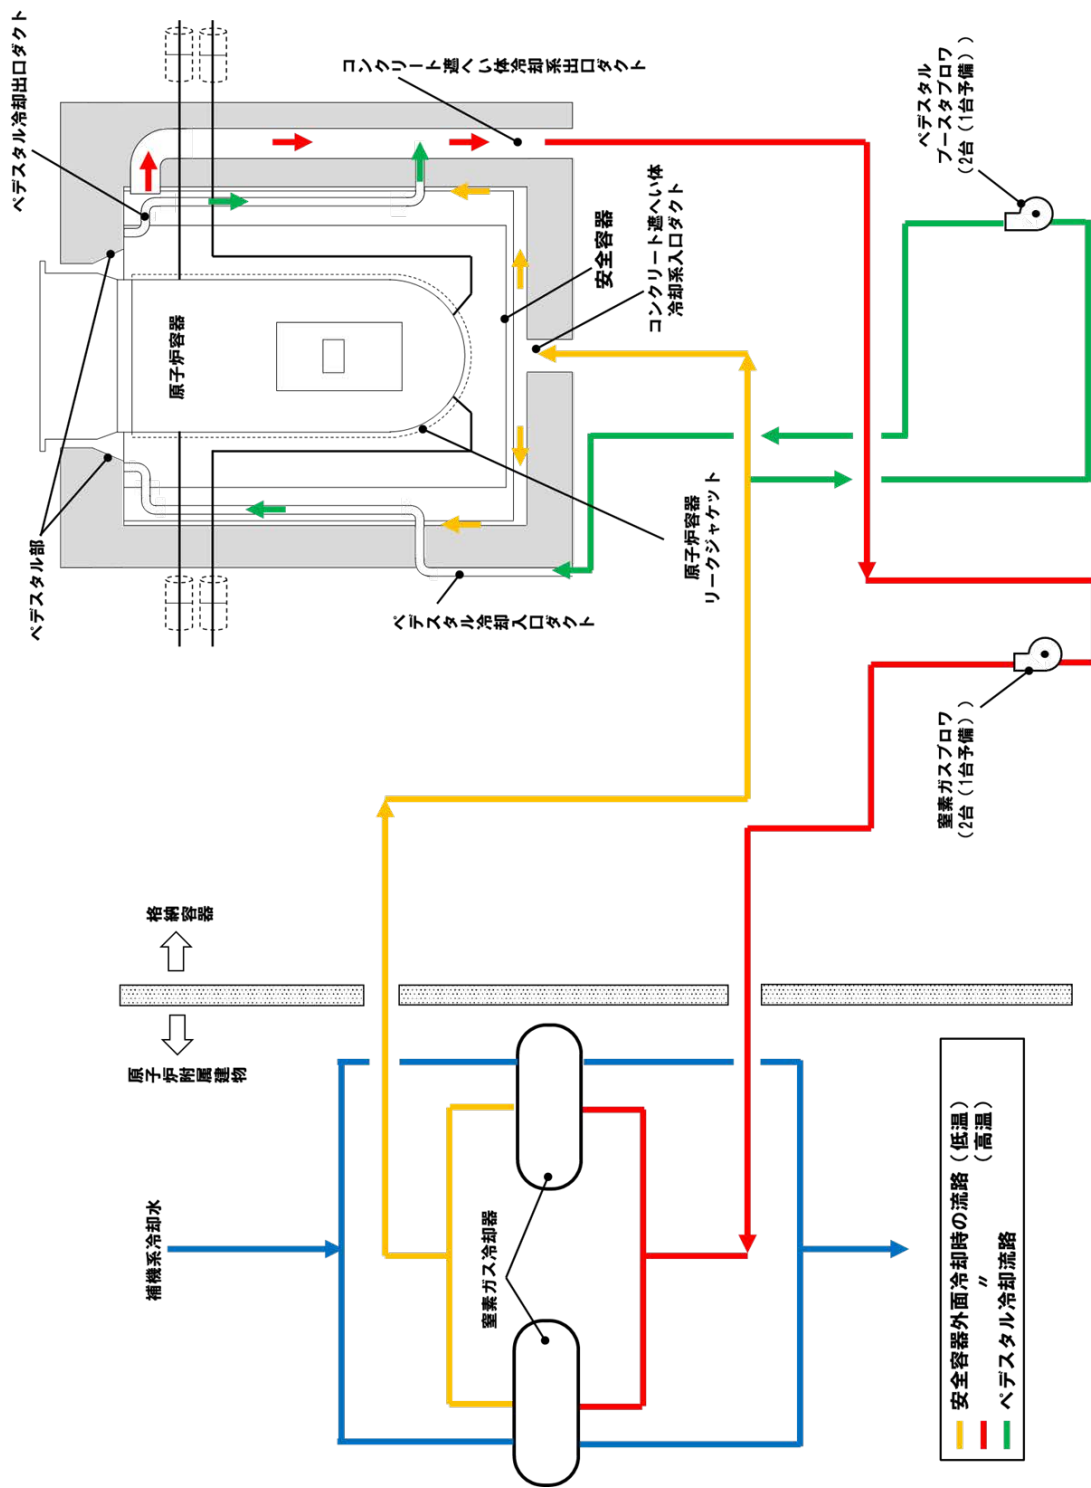 ペデスタル冷却出口ダクト
ペデスタル部
コンクリート遮へい体冷却系出口ダクト
原子炉容器
安全容器
コンクリート遮へい体
冷却系入口ダクト
原子炉容器
リークジャケット
ペデスタル冷却入口ダクト
ペデスタル
ブースタブロワ
(2台(1台予備))
窒素ガスブロワ
(2台(1台予備))
格納容器
原子炉附属建物
補機系冷却水
窒素ガス冷却器
安全容器外面冷却時の流路(低温)
〃(高温)
ペデスタル冷却流路